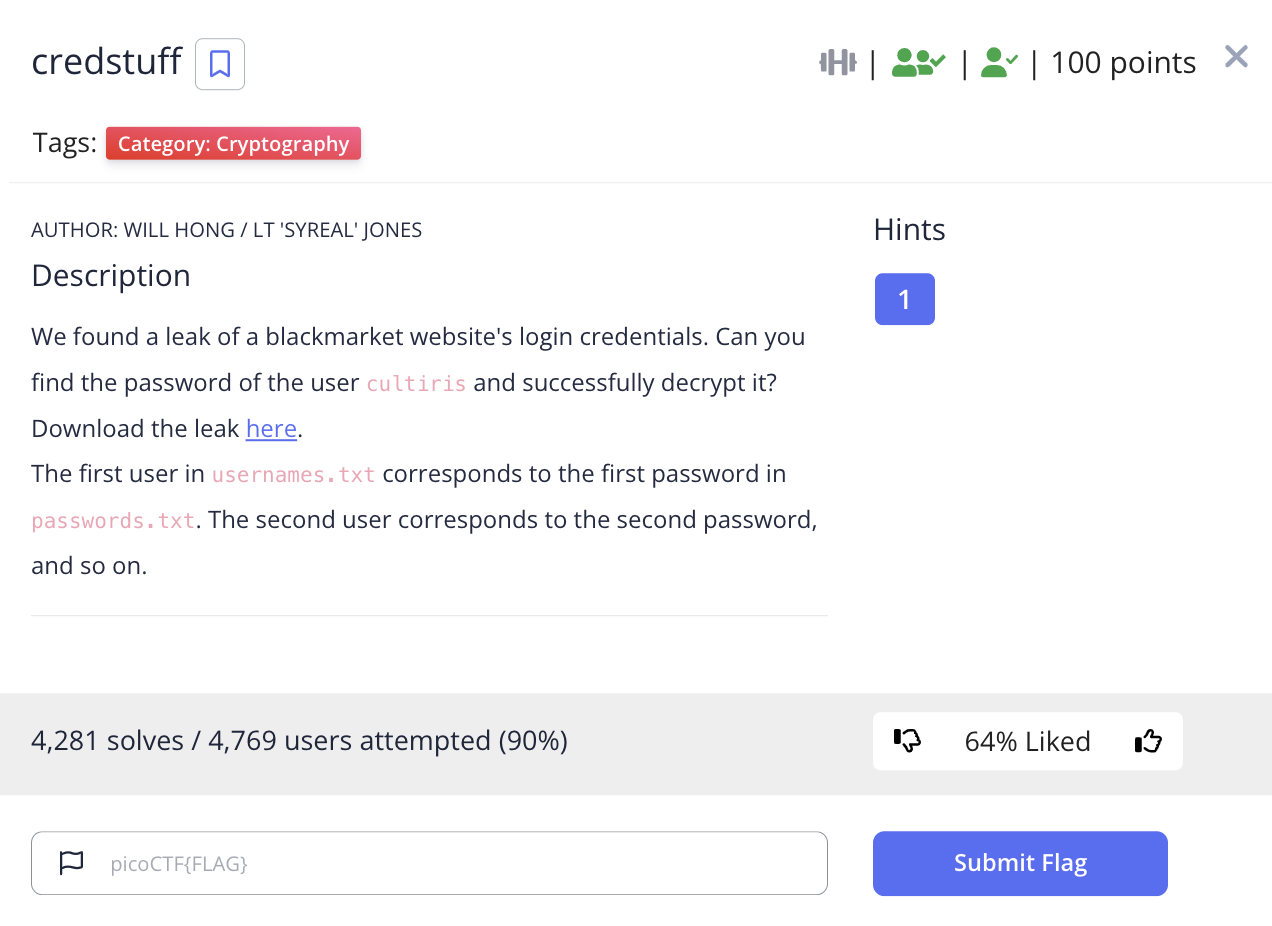 credstuff
| | | 100 points
Tags: Category: Cryptography
AUTHOR: WILL HONG / LT 'SYREAL' JONES
Description
We found a leak of a blackmarket website's login credentials. Can you
find the password of the user cultiris and successfully decrypt it?
Download the leak here.
The first user in usernames.txt corresponds to the first password in
passwords.txt. The second user corresponds to the second password,
and so on.
Hints
1
4,281 solves / 4,769 users attempted (90%)
64% Liked
picoCTF{FLAG}
Submit Flag